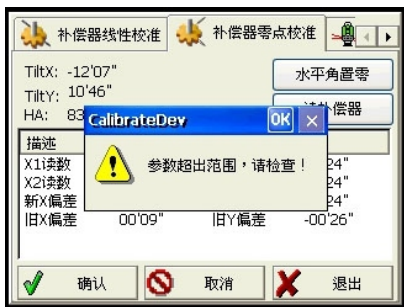 补偿器线性校准 补偿器零点校准
TiltX: -12'07"
水平角置零
TiltY: 10'46"
HA: 83
偿器
CalibrateDev OK ×
描述
参数超出范围，请检查！
X1读数 24"
X2读数 24"
新X偏差 24"
旧X偏差 00'09" 旧Y偏差 -00'26"
确认 取消 退出